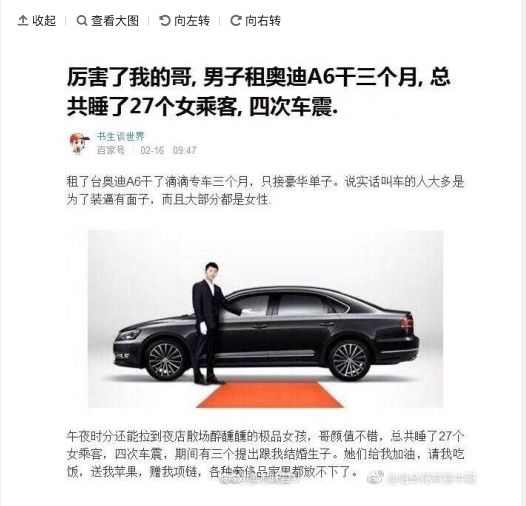 收起 查看大图 向左转 向右转
厉害了我的哥, 男子租奥迪A6干三个月, 总
共睡了27个女乘客, 四次车震.
书生谈世界
百家号 02-16 09:47
租了台奥迪A6干了滴滴专车三个月，只接豪华单子。说实话叫车的人大多是
为了装逼有面子，而且大部分都是女性.
午夜时分还能拉到夜店散场醉醺醺的极品女孩，哥颜值不错，总共睡了27个
女乘客，四次车震，期间有三个提出跟我结婚生子。她们给我加油，请我吃
饭，送我苹果，赠我项链，各种奢侈品家里都放不下了。